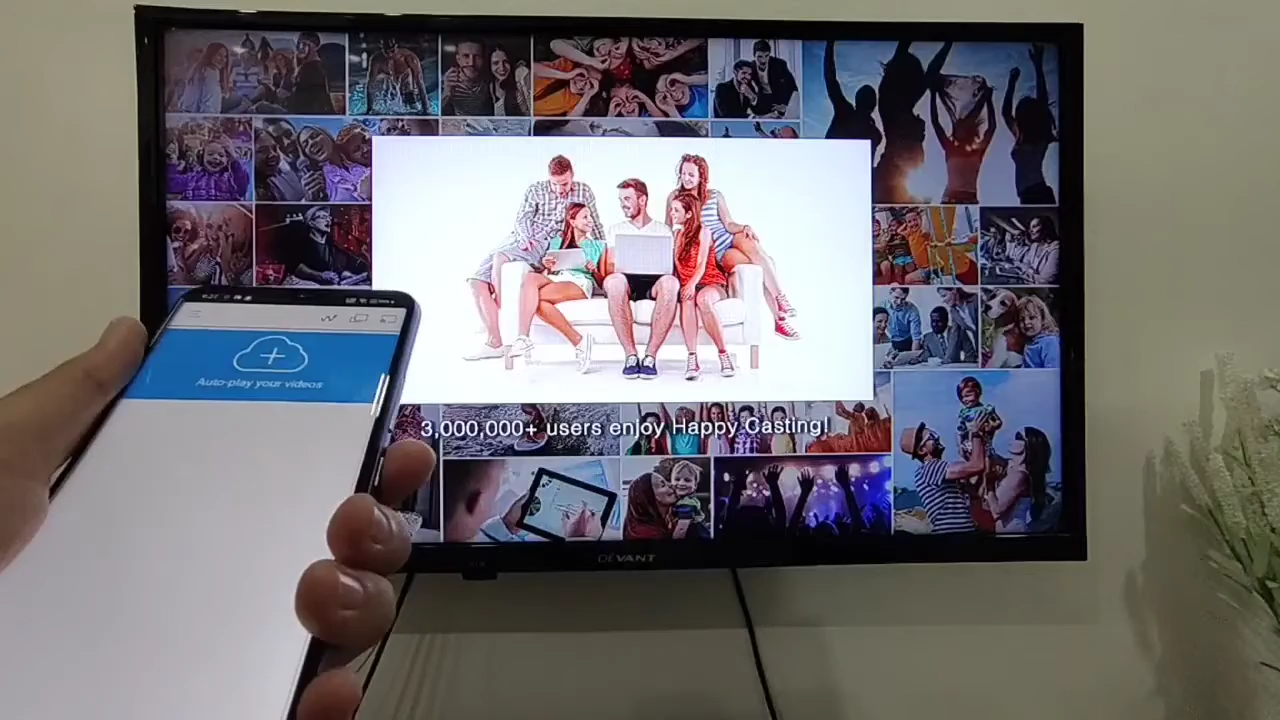 Auto-play your videos
3,000,000+ users enjoy Happy Casting!
DEVANT